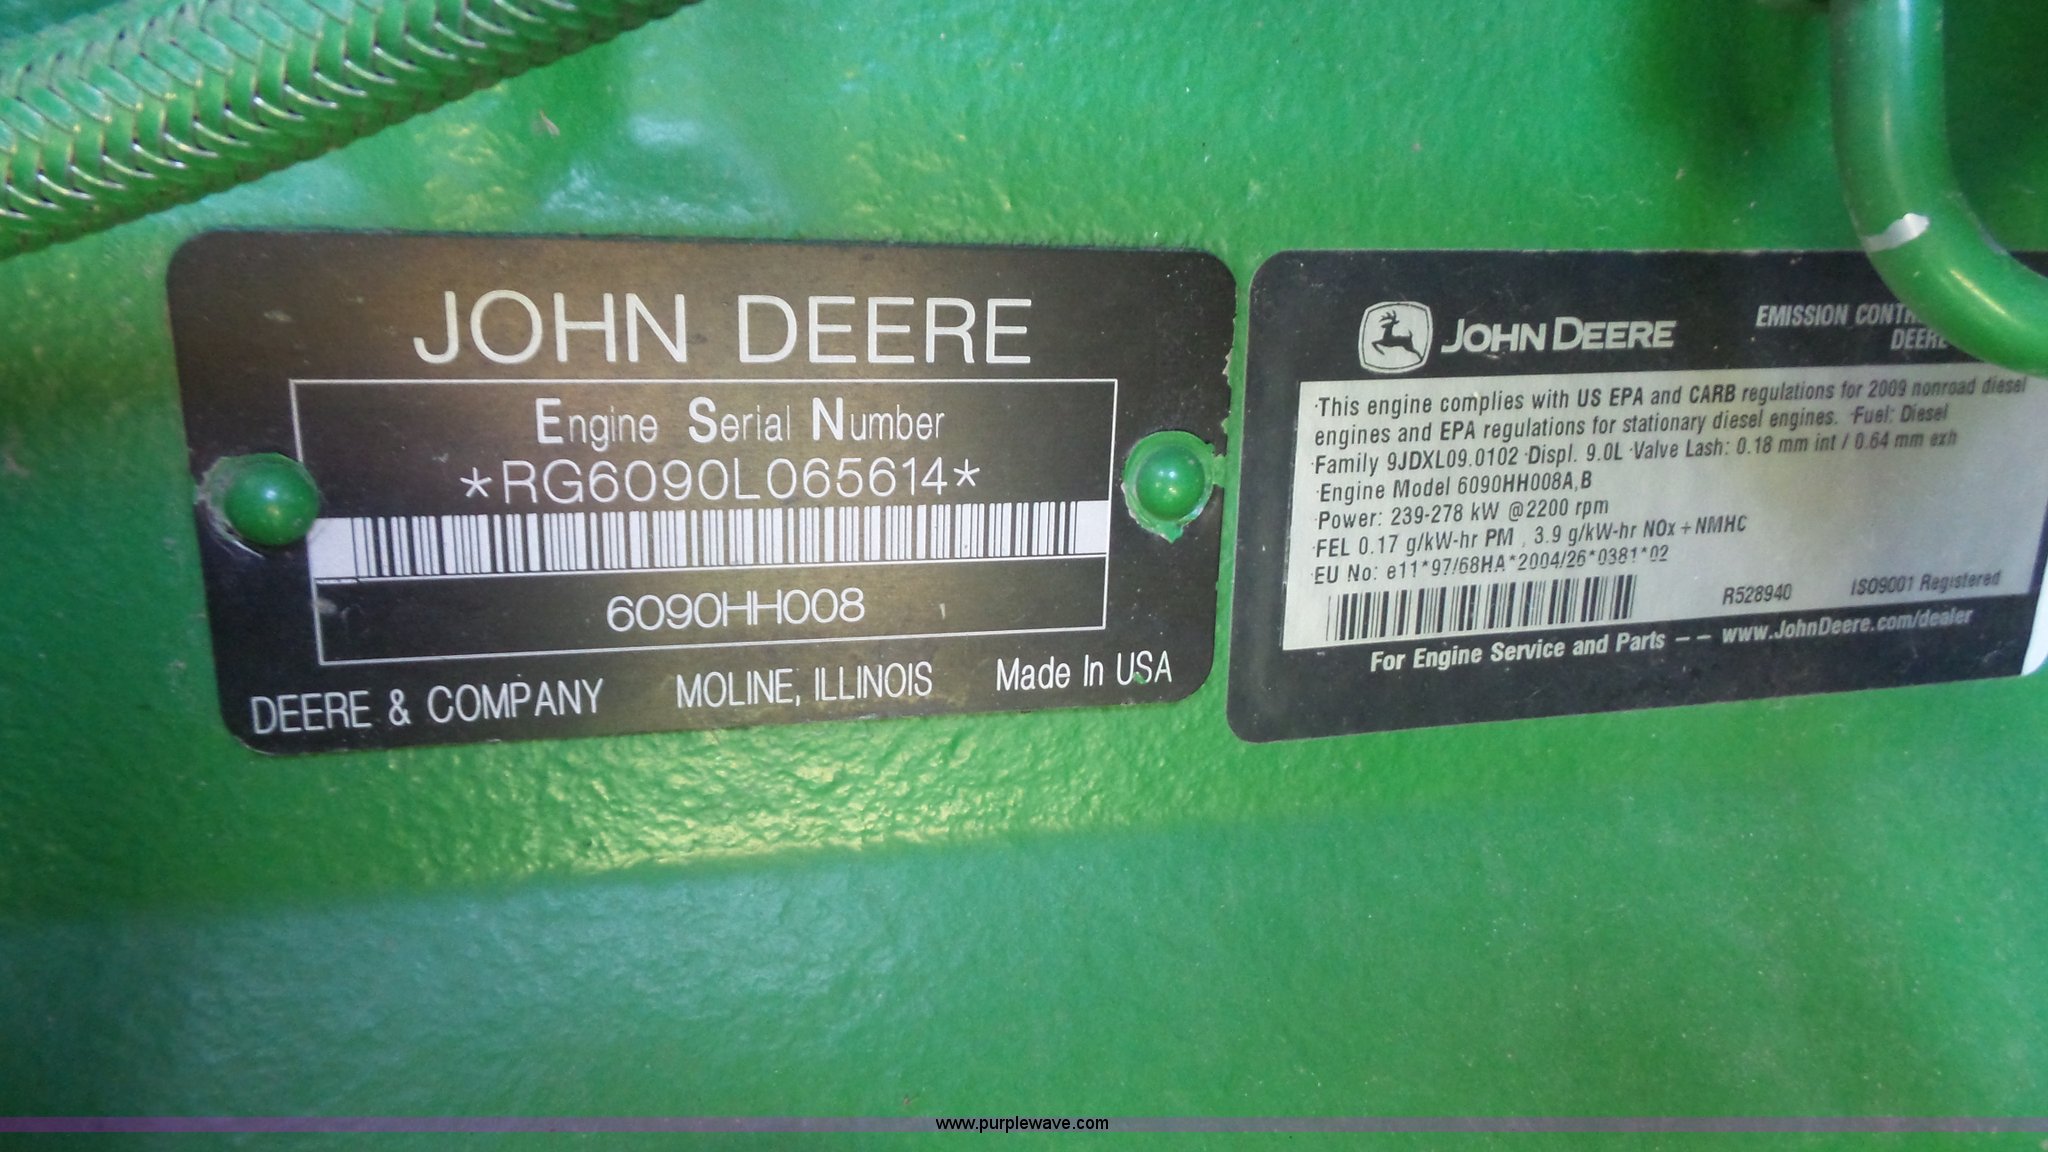 JOHN DEERE
Engine Serial Number
*RG6090L065614*
6090HH008
DEERE & COMPANY MOLINE, ILLINOIS Made In USA
JOHN DEERE
EMISSION
DEERE
·This engine complies with US EPA and CARB regulations for 2009 nonroad diesel
engines and EPA regulations for stationary diesel engines. ·Fuel: Diesel
·Family 9JDXL09.0102 ·Displ. 9.0L ·Valve Lash: 0.18 mm int / 0.64 mm exh
·Engine Model 6090HH008A,B
·Power: 239-278 kW @2200 rpm
·FEL 0.17 g/kW-hr PM , 3.9 g/kW-hr NOx + NMHC
·EU No: e11*97/68HA*2004/26*0381*02
R528940 ISO9001 Registered
For Engine Service and Parts -- www.JohnDeere.com/dealer
www.purplewave.com